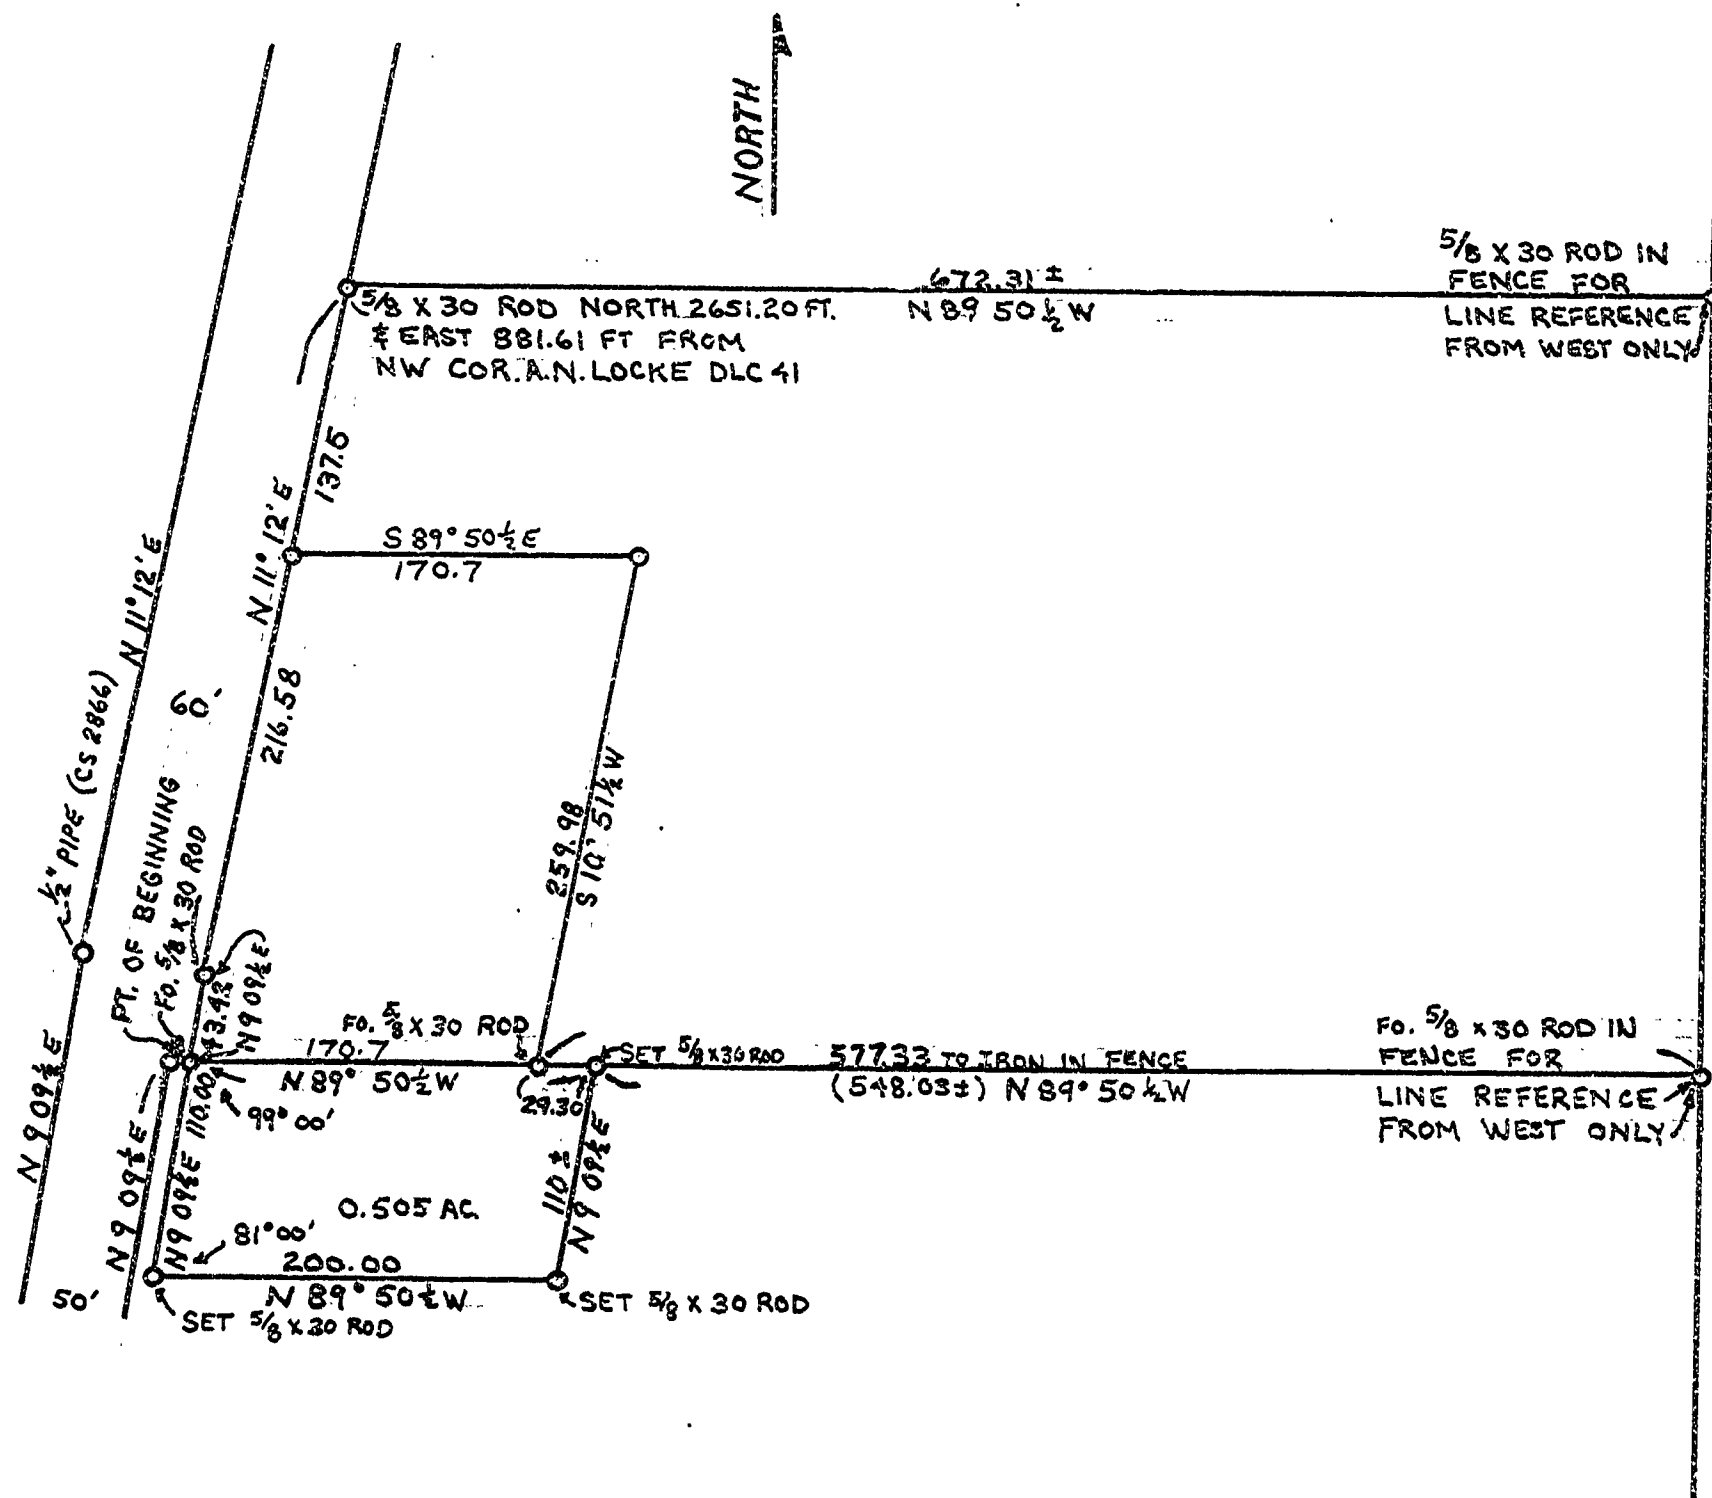 NORTH
672.31±
N 89 50½ W
5/8 X 30 ROD IN
FENCE FOR
LINE REFERENCE
FROM WEST ONLY
5/8 X 30 ROD NORTH 2651.20 FT.
& EAST 881.61 FT FROM
NW COR. A.N. LOCKE DLC 41
137.5
N 11° 12' E
S 89° 50½ E
170.7
N 11° 12' E
216.58
60'
½" PIPE (CS 2866)
259.98
S 10° 51½ W
PT. OF BEGINNING
FO. 5/8 X 30 ROD
43.43
N 9 09½ E
FO. 5/8 X 30 ROD
170.7
N 89° 50½ W
SET 5/8 X 30 ROD
577.33 TO IRON IN FENCE
(548.03±) N 89° 50½ W
FO. 5/8 X 30 ROD IN
FENCE FOR
LINE REFERENCE
FROM WEST ONLY
(29.30)
99° 00'
N 9 09½ E
N 9 09½ E
N 9 09½ E 110.00
110±
N 9 09½ E
0.505 AC.
81° 00'
200.00
N 89° 50½ W
50'
SET 5/8 X 30 ROD
SET 5/8 X 30 ROD